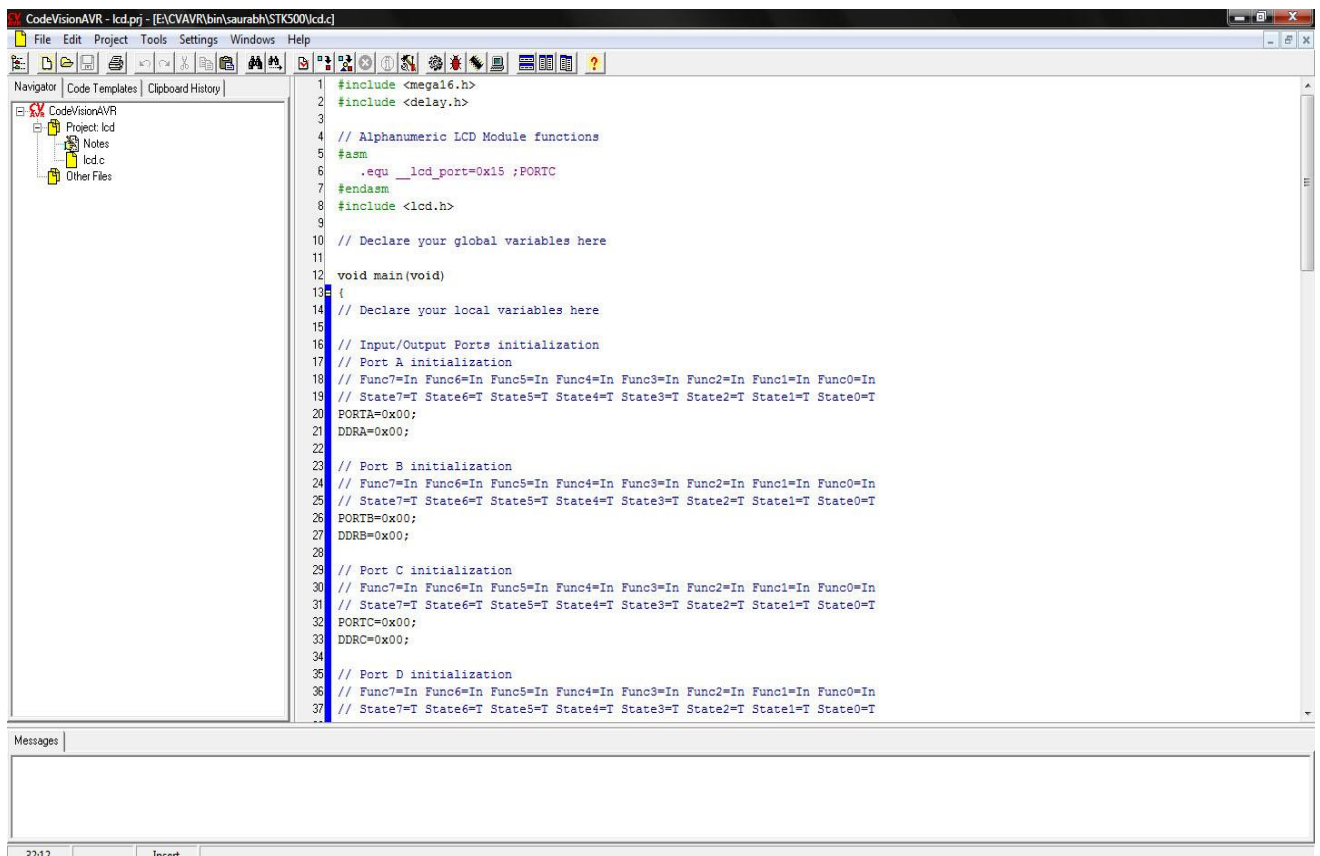 CodeVisionAVR - lcd.prj - [E:\CVAVR\bin\saurabh\STK500\lcd.c]
File Edit Project Tools Settings Windows Help
Navigator Code Templates Clipboard History
CodeVisionAVR
Project: lcd
Notes
lcd.c
Other Files
1 #include <mega16.h>
2 #include <delay.h>
3
4 // Alphanumeric LCD Module functions
5 #asm
6 .equ __lcd_port=0x15 ;PORTC
7 #endasm
8 #include <lcd.h>
9
10 // Declare your global variables here
11
12 void main(void)
13 {
14 // Declare your local variables here
15
16 // Input/Output Ports initialization
17 // Port A initialization
18 // Func7=In Func6=In Func5=In Func4=In Func3=In Func2=In Func1=In Func0=In
19 // State7=T State6=T State5=T State4=T State3=T State2=T State1=T State0=T
20 PORTA=0x00;
21 DDRA=0x00;
22
23 // Port B initialization
24 // Func7=In Func6=In Func5=In Func4=In Func3=In Func2=In Func1=In Func0=In
25 // State7=T State6=T State5=T State4=T State3=T State2=T State1=T State0=T
26 PORTB=0x00;
27 DDRB=0x00;
28
29 // Port C initialization
30 // Func7=In Func6=In Func5=In Func4=In Func3=In Func2=In Func1=In Func0=In
31 // State7=T State6=T State5=T State4=T State3=T State2=T State1=T State0=T
32 PORTC=0x00;
33 DDRC=0x00;
34
35 // Port D initialization
36 // Func7=In Func6=In Func5=In Func4=In Func3=In Func2=In Func1=In Func0=In
37 // State7=T State6=T State5=T State4=T State3=T State2=T State1=T State0=T
Messages
Insert